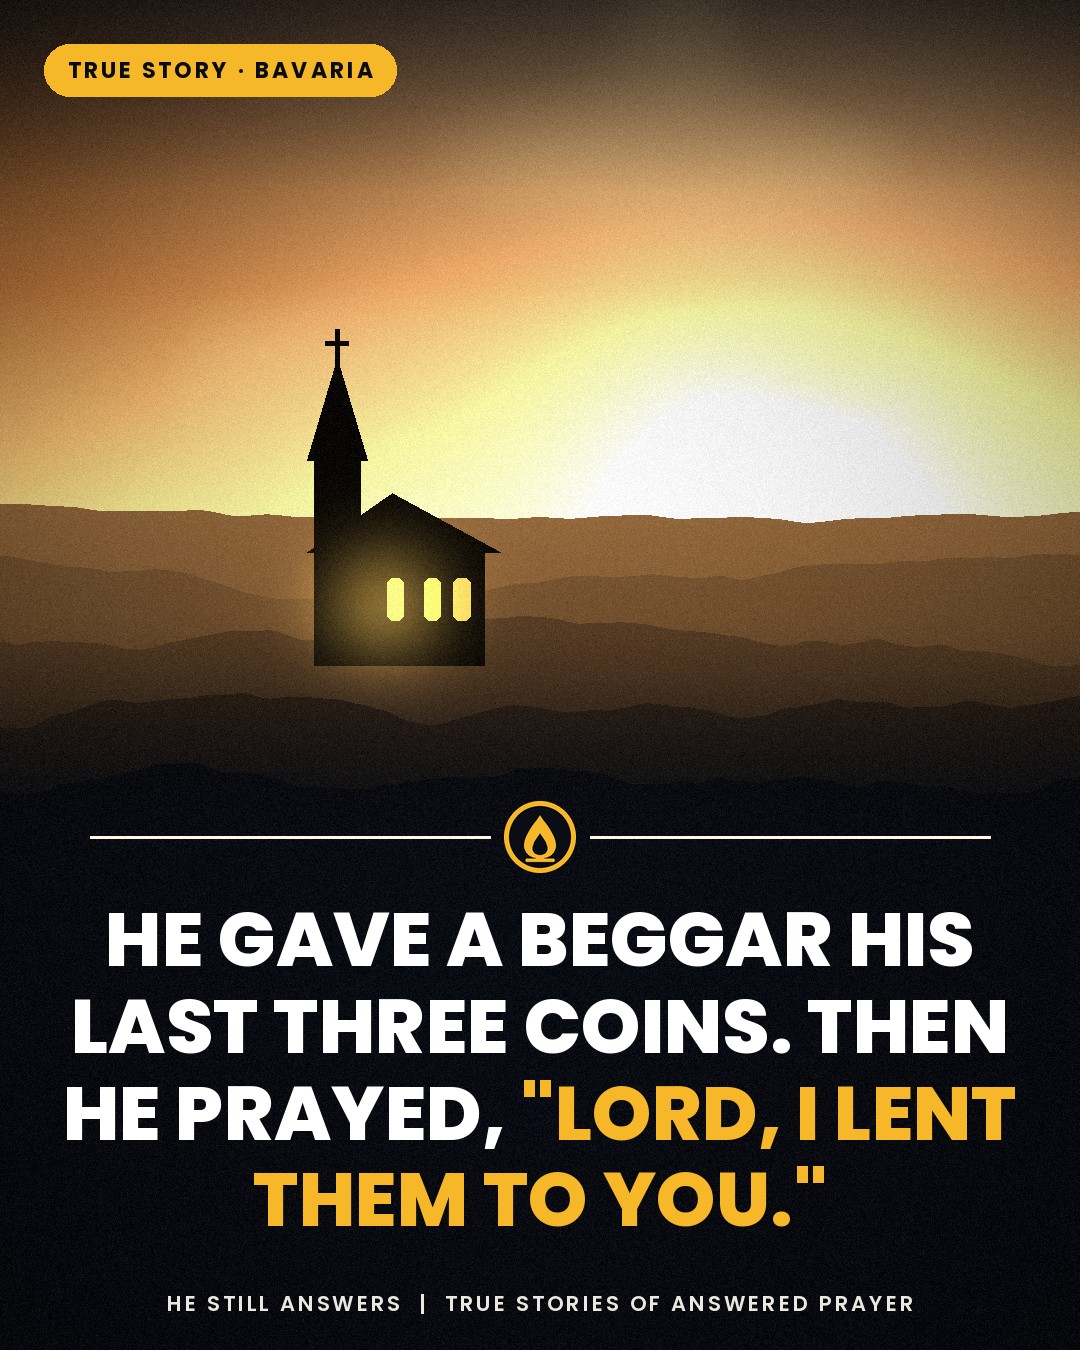 TRUE STORY · BAVARIA
HE GAVE A BEGGAR HIS
LAST THREE COINS. THEN
HE PRAYED, "LORD, I LENT
THEM TO YOU."
HE STILL ANSWERS | TRUE STORIES OF ANSWERED PRAYER